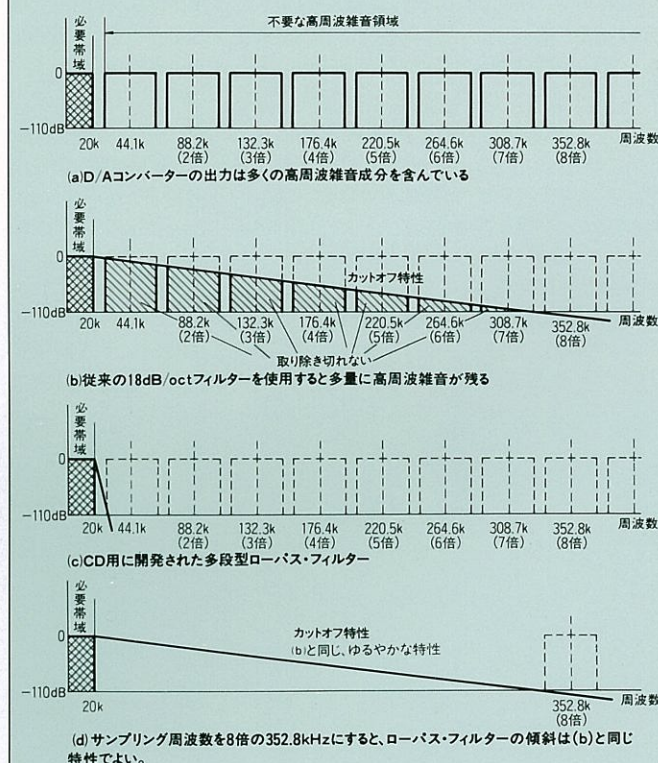 必要帯域
不要な高周波雑音領域
0
−110dB
周波数
20k 44.1k 88.2k 132.3k 176.4k 220.5k 264.6k 308.7k 352.8k
(2倍) (3倍) (4倍) (5倍) (6倍) (7倍) (8倍)
(a)D/Aコンバーターの出力は多くの高周波雑音成分を含んでいる
必要帯域
0
カットオフ特性
−110dB
周波数
20k 44.1k 88.2k 132.3k 176.4k 220.5k 264.6k 308.7k 352.8k
(2倍) (3倍) (4倍) (5倍) (6倍) (7倍) (8倍)
取り除き切れない
(b)従来の18dB/octフィルターを使用すると多量に高周波雑音が残る
必要帯域
0
−110dB
周波数
20k 44.1k 88.2k 132.3k 176.4k 220.5k 264.6k 308.7k 352.8k
(2倍) (3倍) (4倍) (5倍) (6倍) (7倍) (8倍)
(c)CD用に開発された多段型ローパス・フィルター
必要帯域
0
カットオフ特性
(b)と同じ、ゆるやかな特性
−110dB
周波数
20k 352.8k
(8倍)
(d)サンプリング周波数を8倍の352.8kHzにすると、ローパス・フィルターの傾斜は(b)と同じ
特性でよい。